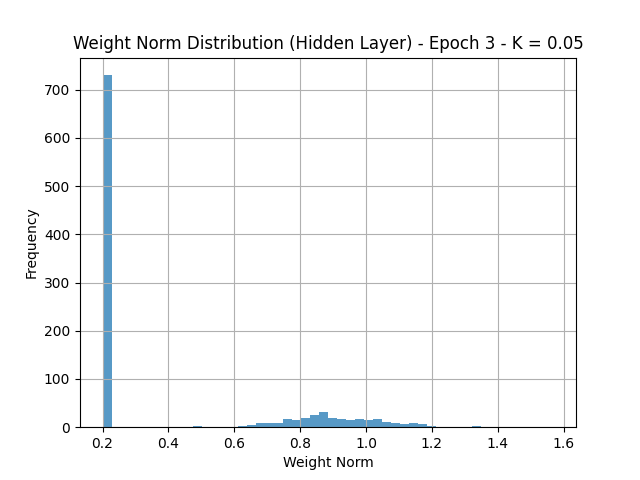 Weight Norm Distribution (Hidden Layer) - Epoch 3 - K = 0.05
Frequency
700
600
500
400
300
200
100
0
0.2 0.4 0.6 0.8 1.0 1.2 1.4 1.6
Weight Norm